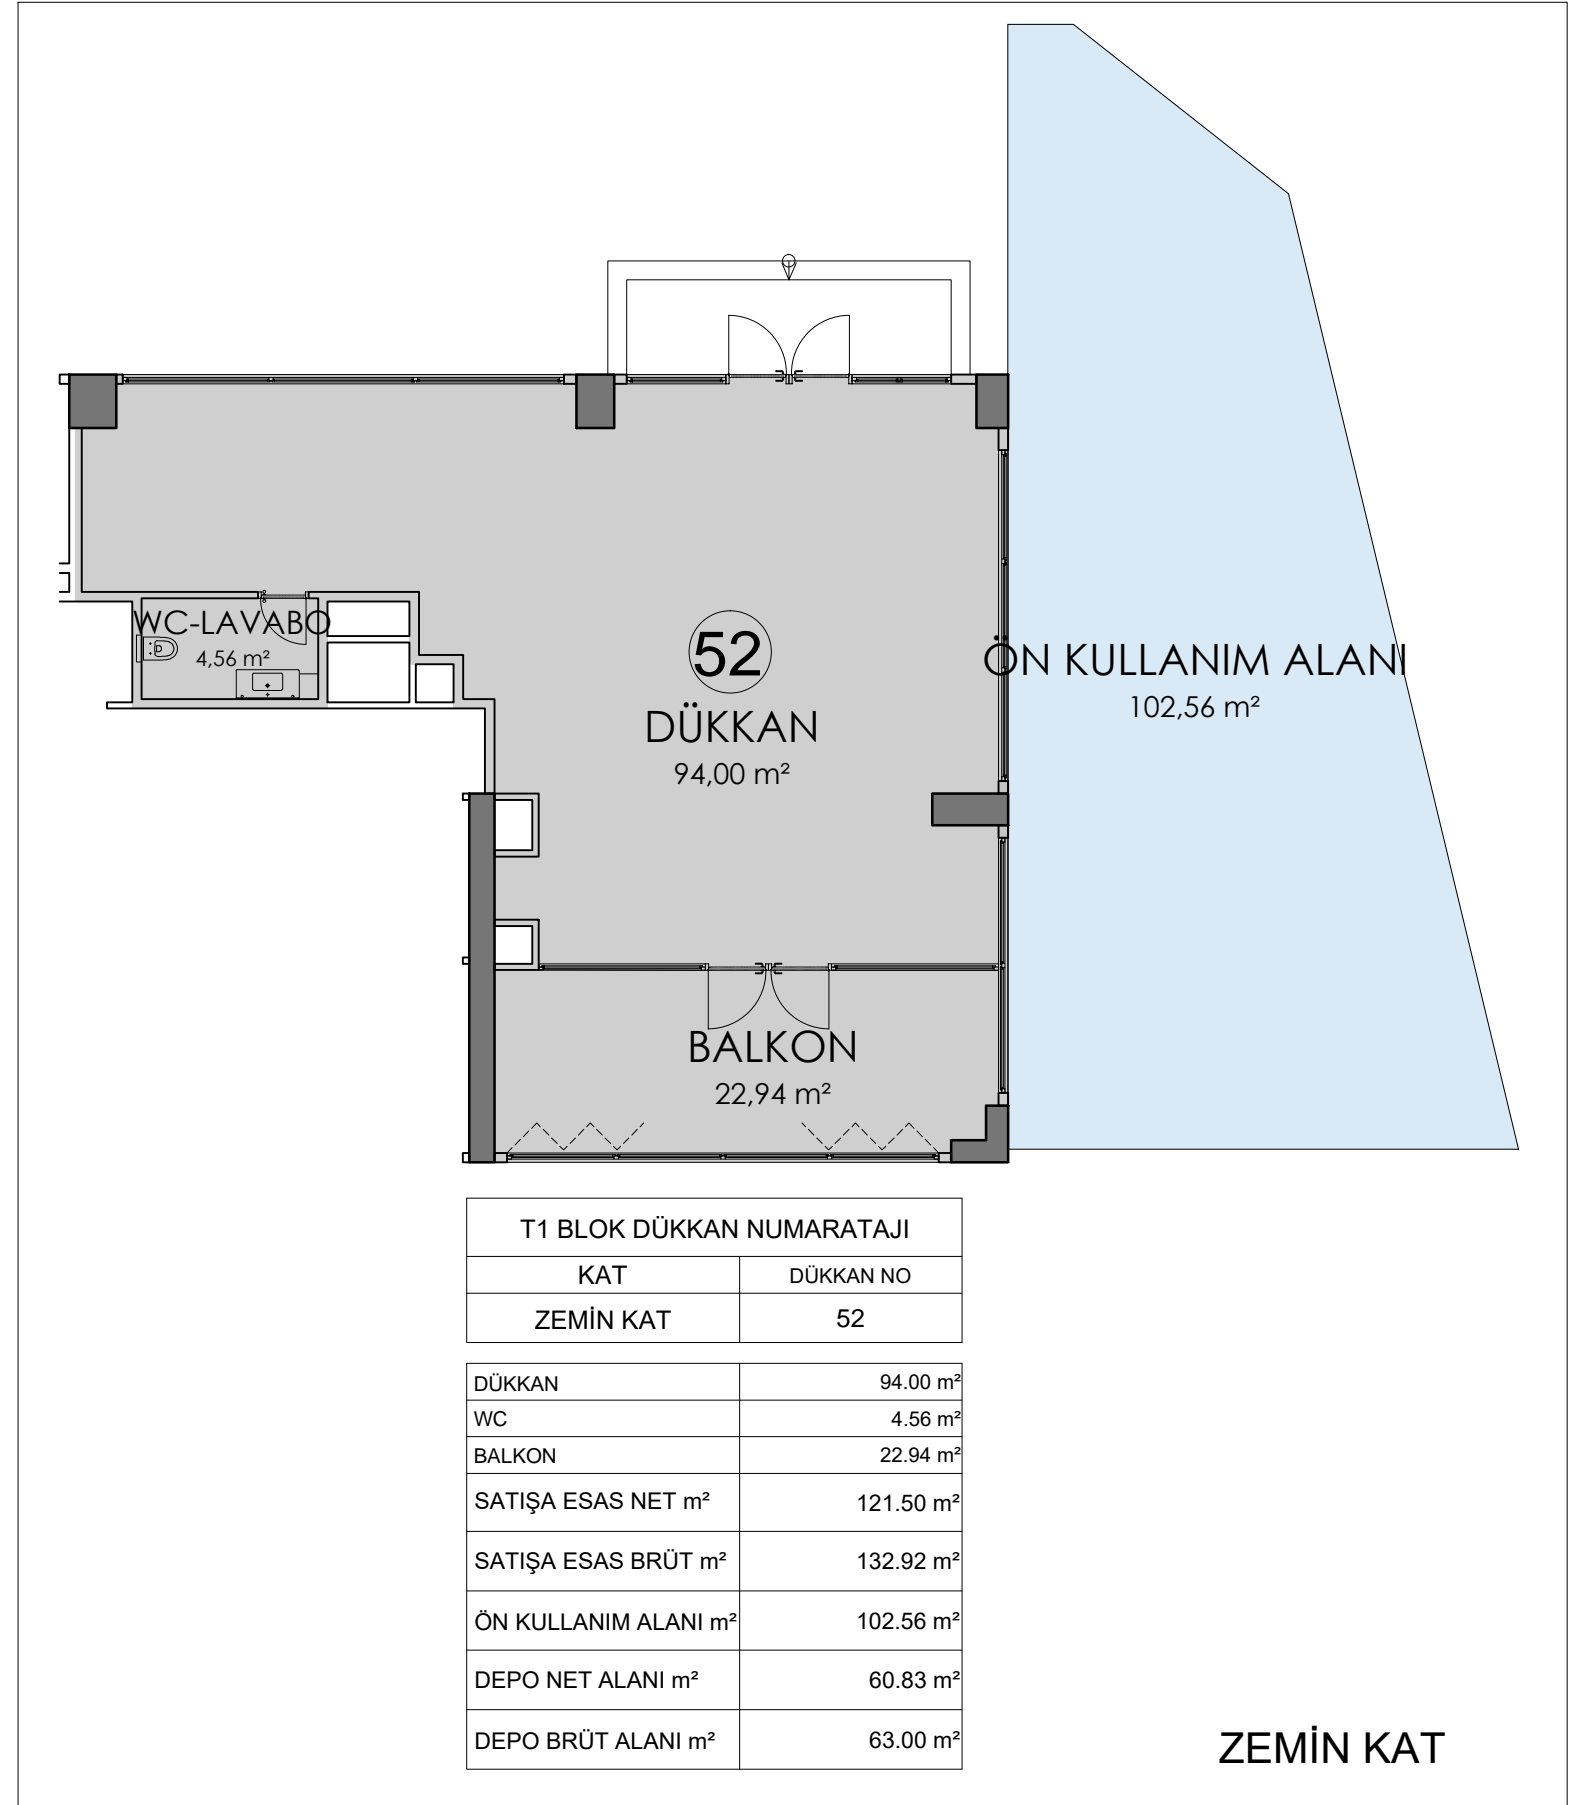 WC-LAVABO
4,56 m²
52
DÜKKAN
94,00 m²
ÖN KULLANIM ALANI
102,56 m²
BALKON
22,94 m²
T1 BLOK DÜKKAN NUMARATAJI
KAT DÜKKAN NO
ZEMİN KAT 52
DÜKKAN 94.00 m²
WC 4.56 m²
BALKON 22.94 m²
SATIŞA ESAS NET m² 121.50 m²
SATIŞA ESAS BRÜT m² 132.92 m²
ÖN KULLANIM ALANI m² 102.56 m²
DEPO NET ALANI m² 60.83 m²
DEPO BRÜT ALANI m² 63.00 m²
ZEMİN KAT